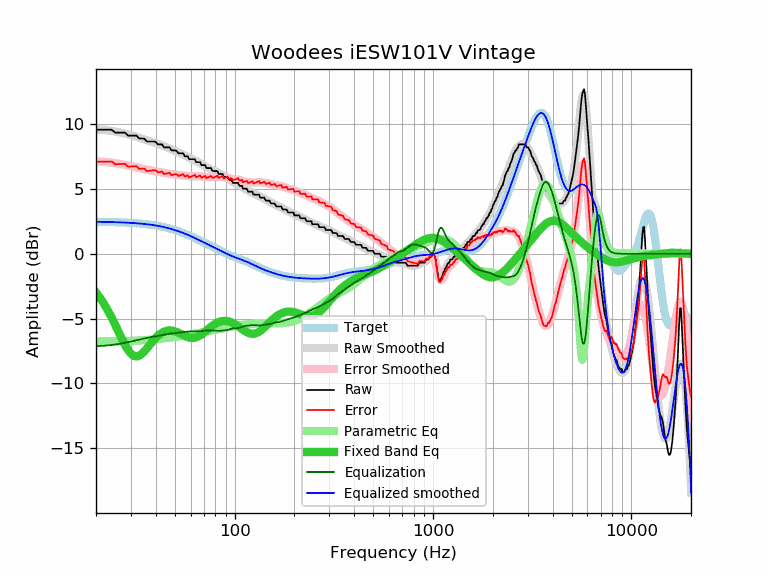 Woodees iESW101V Vintage
Amplitude (dBr)
10
5
0
−5
−10
−15
Target
Raw Smoothed
Error Smoothed
Raw
Error
Parametric Eq
Fixed Band Eq
Equalization
Equalized smoothed
100 1000 10000
Frequency (Hz)